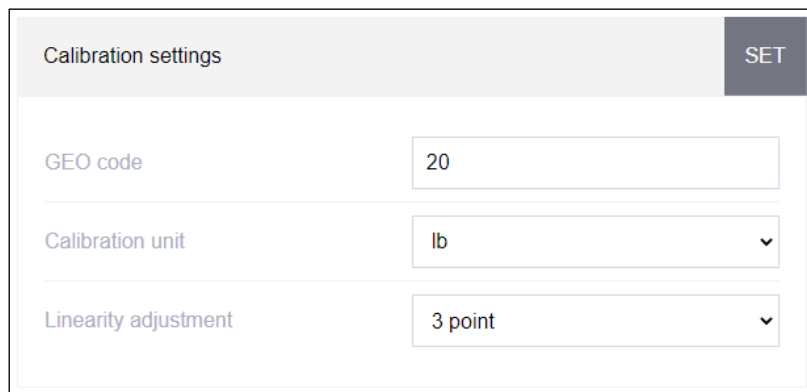 Calibration settings SET
GEO code 20
Calibration unit lb
Linearity adjustment 3 point